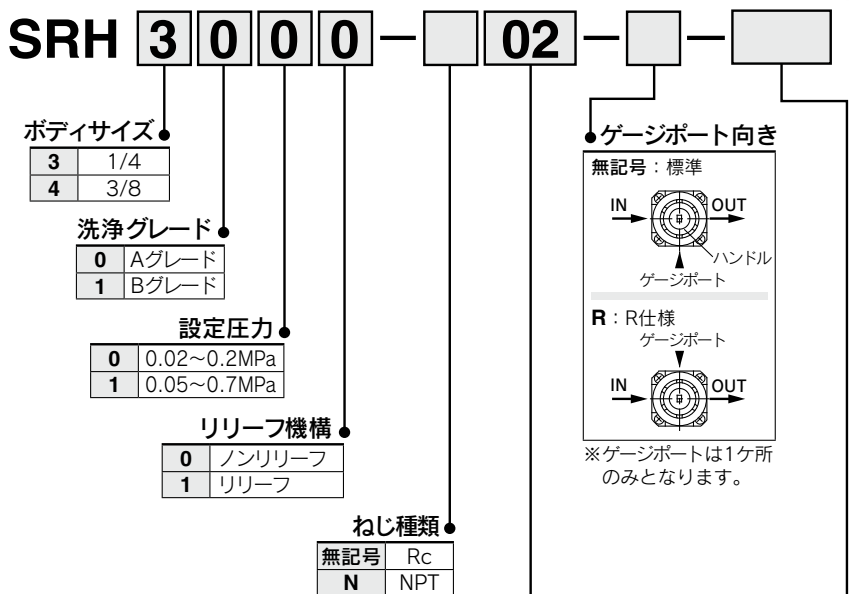 SRH 3 0 0 0 — 02 — —
ボディサイズ
3 1/4
4 3/8
洗浄グレード
0 Aグレード
1 Bグレード
設定圧力
0 0.02～0.2MPa
1 0.05～0.7MPa
リリーフ機構
0 ノンリリーフ
1 リリーフ
ねじ種類
無記号 Rc
N NPT
ゲージポート向き
無記号：標準
IN OUT
ハンドル
ゲージポート
R：R仕様
ゲージポート
IN OUT
※ゲージポートは1ケ所
のみとなります。